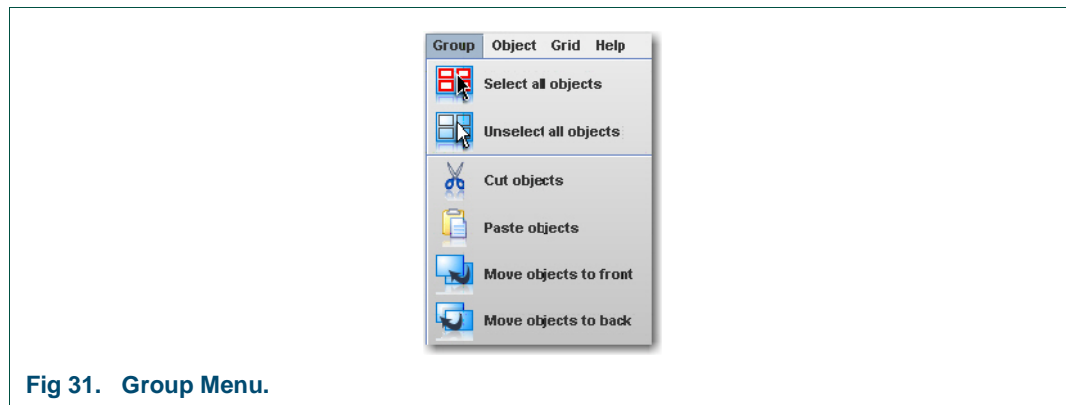 Group Object Grid Help
Select all objects
Unselect all objects
Cut objects
Paste objects
Move objects to front
Move objects to back
Fig 31. Group Menu.